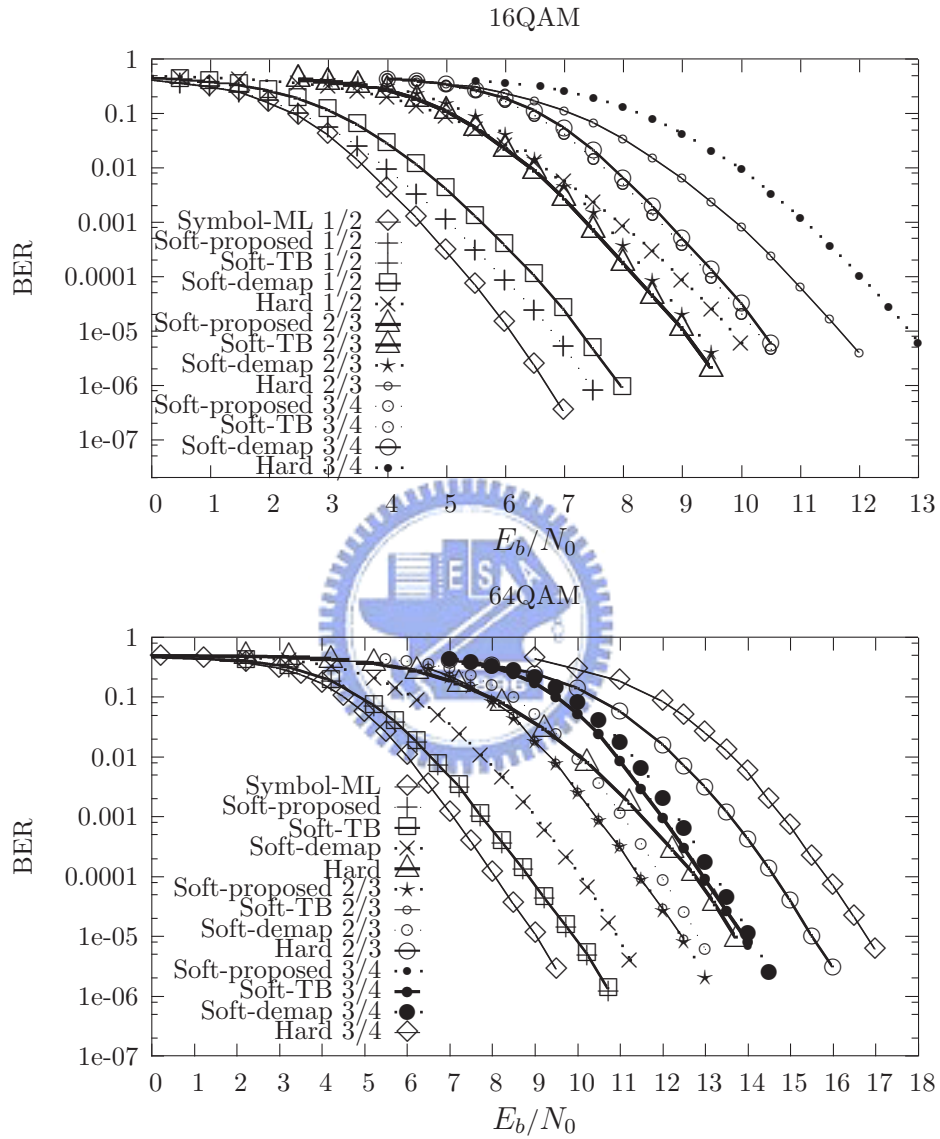 16QAM
1
0.1
0.01
0.001
0.0001
1e-05
1e-06
1e-07
BER
Symbol-ML 1/2
Soft-proposed 1/2
Soft-TB 1/2
Soft-demap 1/2
Hard 1/2
Soft-proposed 2/3
Soft-TB 2/3
Soft-demap 2/3
Hard 2/3
Soft-proposed 3/4
Soft-TB 3/4
Soft-demap 3/4
Hard 3/4
0 1 2 3 4 5 6 7 8 9 10 11 12 13
E_b/N_0
E S
64QAM
1
0.1
0.01
0.001
0.0001
1e-05
1e-06
1e-07
BER
Symbol-ML
Soft-proposed
Soft-TB
Soft-demap
Hard
Soft-proposed 2/3
Soft-TB 2/3
Soft-demap 2/3
Hard 2/3
Soft-proposed 3/4
Soft-TB 3/4
Soft-demap 3/4
Hard 3/4
0 1 2 3 4 5 6 7 8 9 10 11 12 13 14 15 16 17 18
E_b/N_0